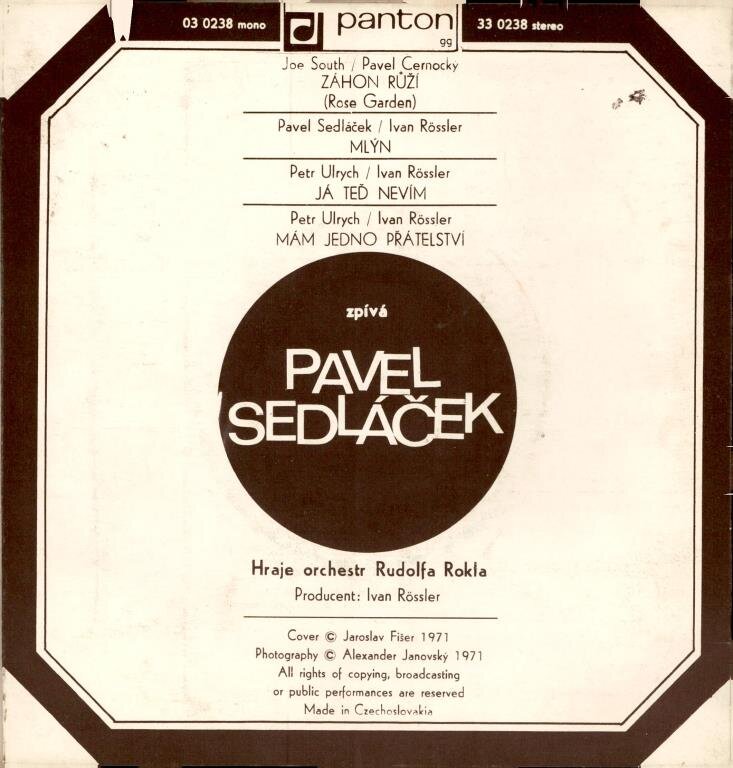 03 0238 mono
panton
gg
33 0238 stereo
Joe South / Pavel Černocký
ZÁHON RŮŽÍ
(Rose Garden)
Pavel Sedláček / Ivan Rössler
MLÝN
Petr Ulrych / Ivan Rössler
JÁ TEĎ NEVÍM
Petr Ulrych / Ivan Rössler
MÁM JEDNO PŘÁTELSTVÍ
zpívá
PAVEL
SEDLÁČEK
Hraje orchestr Rudolfa Rokla
Producent: Ivan Rössler
Cover © Jaroslav Fišer 1971
Photography © Alexander Janovský 1971
All rights of copying, broadcasting
or public performances are reserved
Made in Czechoslovakia